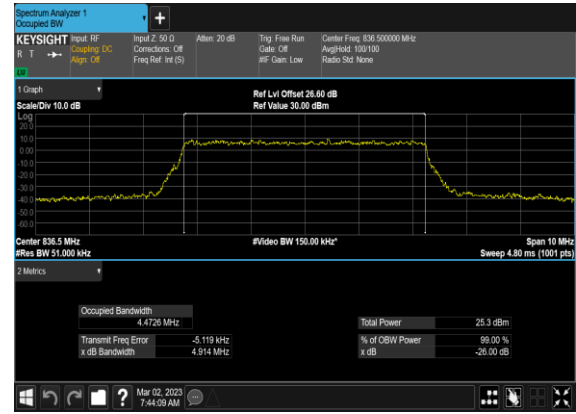 Spectrum Analyzer 1
Occupied BW
+
KEYSIGHT
R T
Input: RF
Coupling: DC
Align: Off
Input Z: 50 Ω
Corrections: Off
Freq Ref: Int (S)
Atten: 20 dB
Trig: Free Run
Gate: Off
#IF Gain: Low
Center Freq: 836.500000 MHz
Avg|Hold: 100/100
Radio Std: None
1 Graph
Scale/Div 10.0 dB
Ref Lvl Offset 26.60 dB
Ref Value 30.00 dBm
Log
20.0
10.0
0.00
-10.0
-20.0
-30.0
-40.0
-50.0
-60.0
Center 836.5 MHz
#Res BW 51.000 kHz
#Video BW 150.00 kHz*
Span 10 MHz
Sweep 4.80 ms (1001 pts)
2 Metrics
Occupied Bandwidth
4.4726 MHz
Transmit Freq Error -5.119 kHz
x dB Bandwidth 4.914 MHz
Total Power 25.3 dBm
% of OBW Power 99.00 %
x dB -26.00 dB
?
Mar 02, 2023
7:44:09 AM